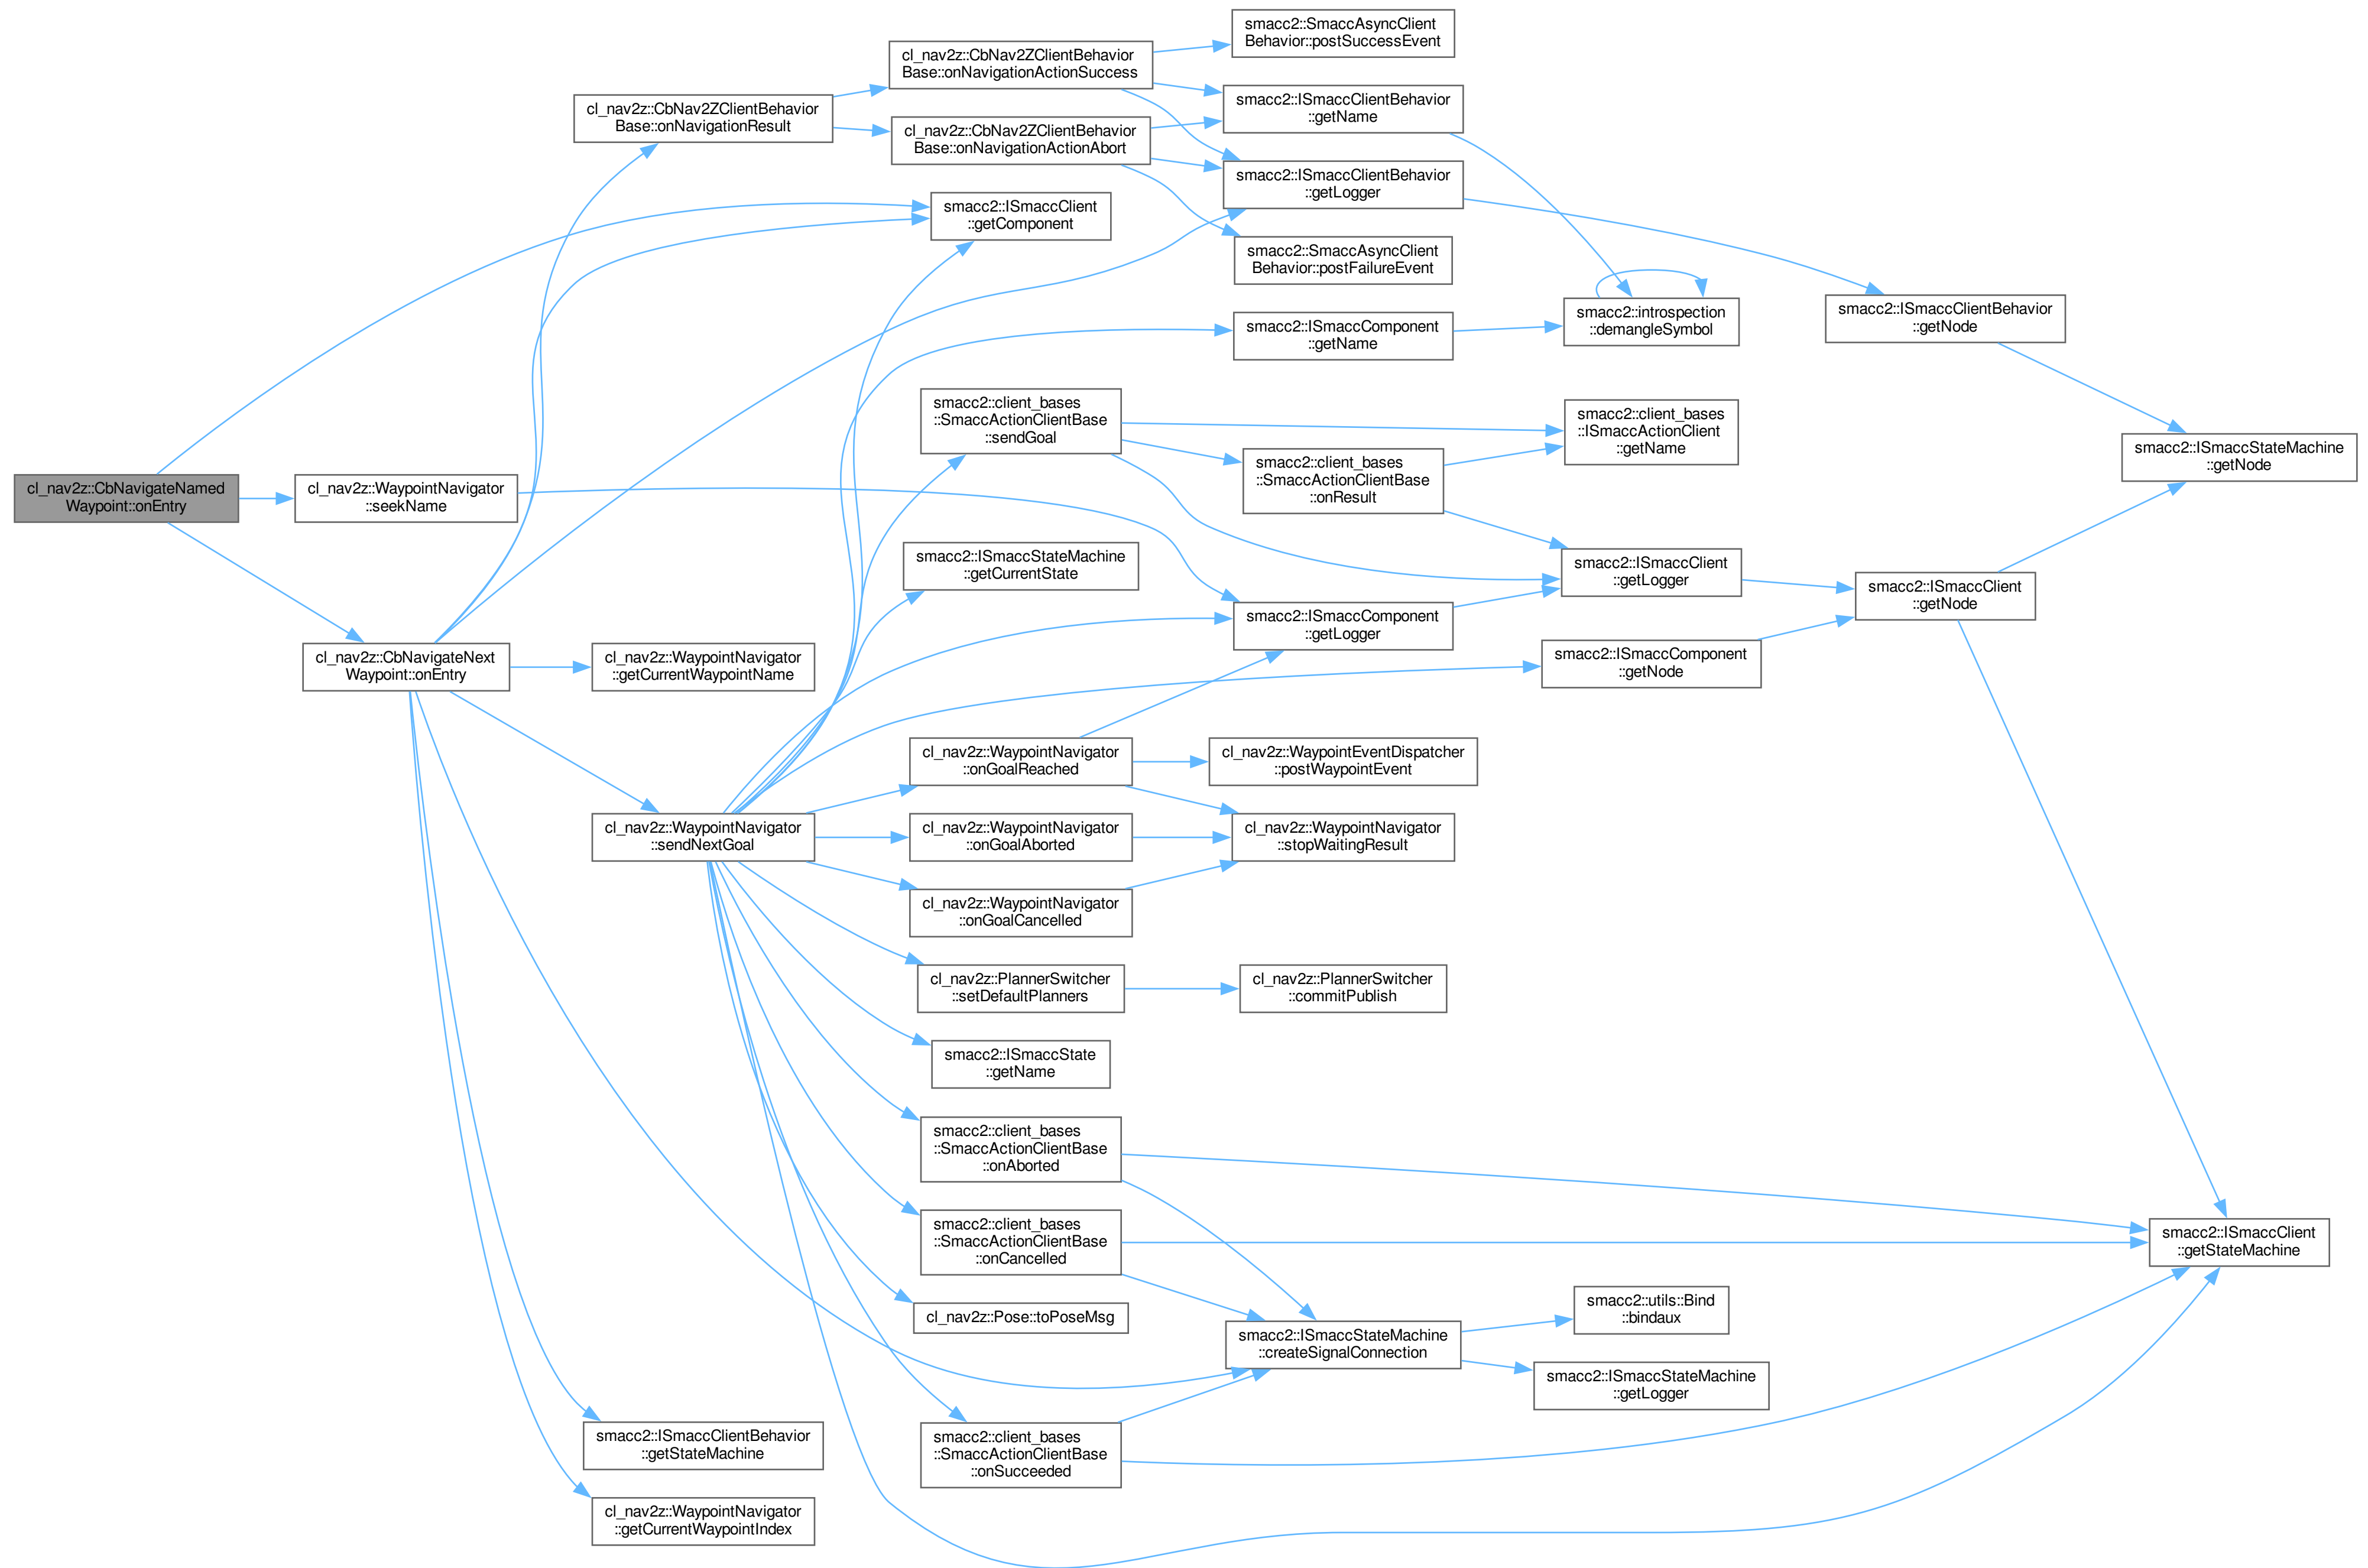 smacc2::SmaccAsyncClient
Behavior::postSuccessEvent
cl_nav2z::CbNav2ZClientBehavior
Base::onNavigationActionSuccess
smacc2::ISmaccClientBehavior
::getName
cl_nav2z::CbNav2ZClientBehavior
Base::onNavigationResult
cl_nav2z::CbNav2ZClientBehavior
Base::onNavigationActionAbort
smacc2::ISmaccClientBehavior
::getLogger
smacc2::ISmaccClient
::getComponent
smacc2::SmaccAsyncClient
Behavior::postFailureEvent
smacc2::introspection
::demangleSymbol
smacc2::ISmaccClientBehavior
::getNode
smacc2::ISmaccComponent
::getName
smacc2::client_bases
::SmaccActionClientBase
::sendGoal
smacc2::client_bases
::ISmaccActionClient
::getName
smacc2::ISmaccStateMachine
::getNode
smacc2::client_bases
::SmaccActionClientBase
::onResult
cl_nav2z::CbNavigateNamed
Waypoint::onEntry
cl_nav2z::WaypointNavigator
::seekName
smacc2::ISmaccStateMachine
::getCurrentState
smacc2::ISmaccClient
::getLogger
smacc2::ISmaccClient
::getNode
smacc2::ISmaccComponent
::getLogger
cl_nav2z::CbNavigateNext
Waypoint::onEntry
cl_nav2z::WaypointNavigator
::getCurrentWaypointName
smacc2::ISmaccComponent
::getNode
cl_nav2z::WaypointNavigator
::onGoalReached
cl_nav2z::WaypointEventDispatcher
::postWaypointEvent
cl_nav2z::WaypointNavigator
::sendNextGoal
cl_nav2z::WaypointNavigator
::onGoalAborted
cl_nav2z::WaypointNavigator
::stopWaitingResult
cl_nav2z::WaypointNavigator
::onGoalCancelled
cl_nav2z::PlannerSwitcher
::setDefaultPlanners
cl_nav2z::PlannerSwitcher
::commitPublish
smacc2::ISmaccState
::getName
smacc2::client_bases
::SmaccActionClientBase
::onAborted
smacc2::client_bases
::SmaccActionClientBase
::onCancelled
smacc2::ISmaccClient
::getStateMachine
cl_nav2z::Pose::toPoseMsg
smacc2::utils::Bind
::bindaux
smacc2::ISmaccStateMachine
::createSignalConnection
smacc2::ISmaccStateMachine
::getLogger
smacc2::ISmaccClientBehavior
::getStateMachine
smacc2::client_bases
::SmaccActionClientBase
::onSucceeded
cl_nav2z::WaypointNavigator
::getCurrentWaypointIndex